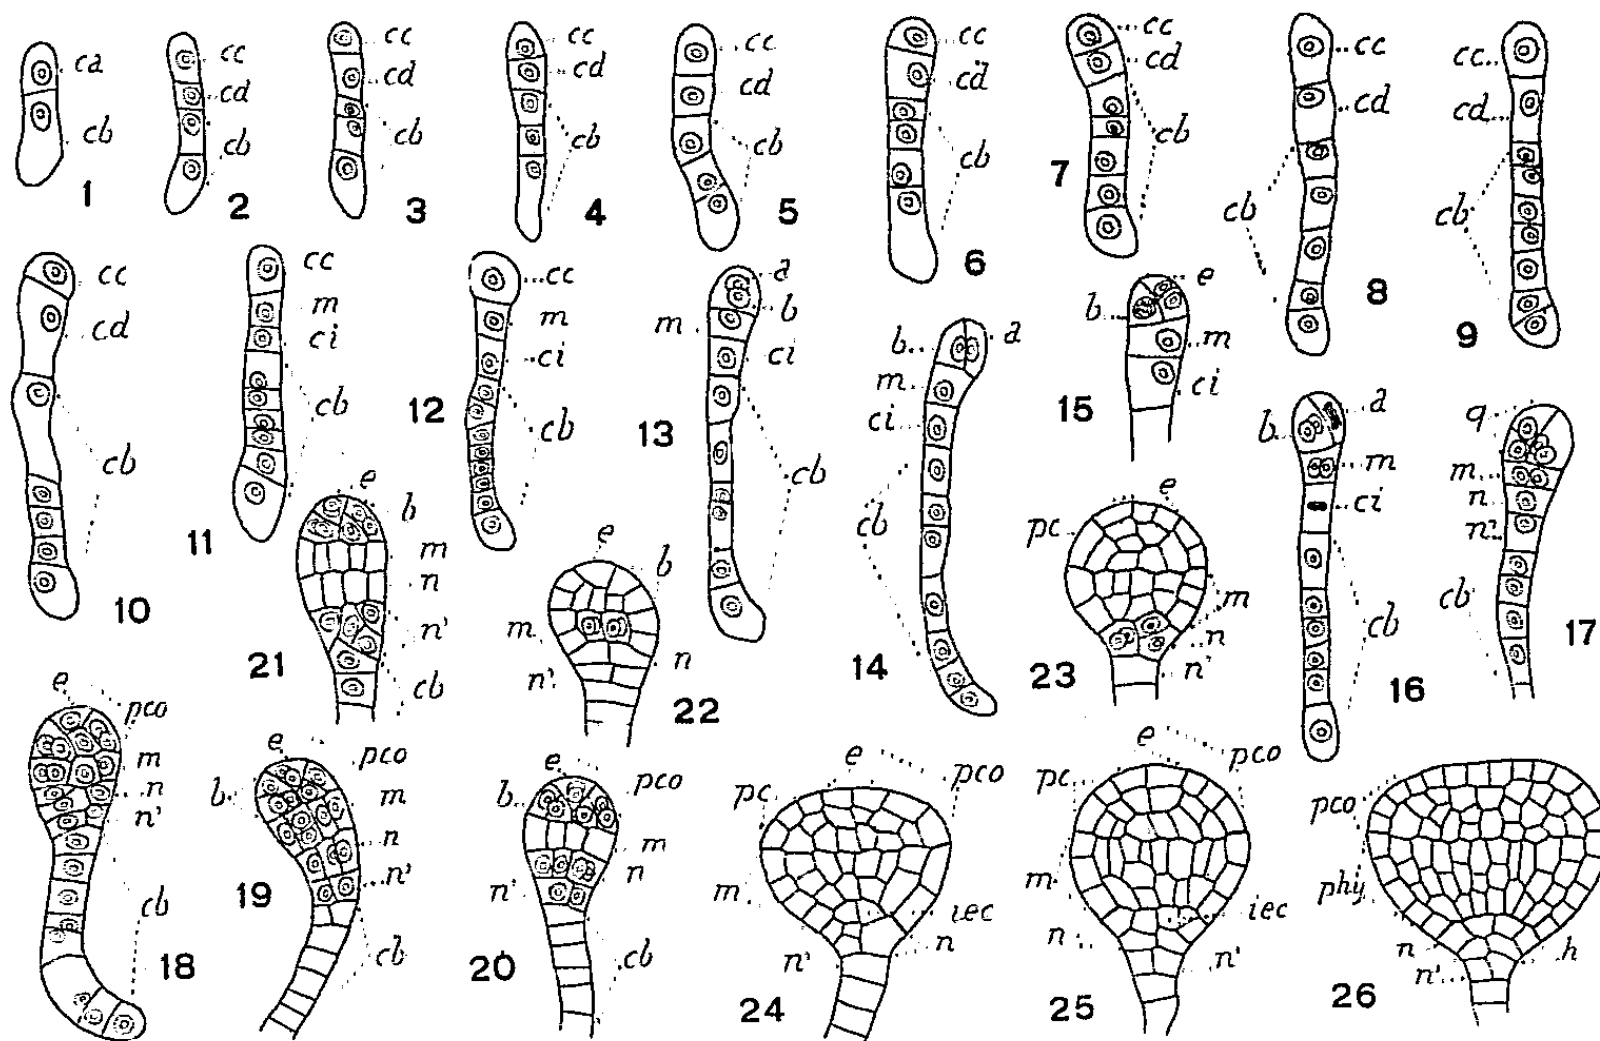 ca
cb
1
cc
cd
cb
2
cc
cd
cb
3
cc
cd
cb
4
cc
cd
cb
5
cc
cd
cb
6
cc
cd
cb
7
cc
cd
cb
8
cc
cd
cb
9
cc
cd
cb
10
cc
m
ci
cb
11
cc
m
ci
cb
12
a
b
m
ci
cb
13
a
b
m
ci
cb
14
e
b
m
ci
15
a
b
m
ci
cb
16
q
m
n
n'
cb
17
e
pco
m
n
n'
cb
18
e
pco
b
m
n
n'
cb
19
e
pco
b
m
n
n'
cb
20
e
b
m
n
n'
cb
21
e
b
m
n
n'
22
e
pc
m
n
n'
23
e
pco
pc
m
iec
n
n'
24
e
pco
pc
m
iec
n
n'
25
pco
phy
n
h
n'
26